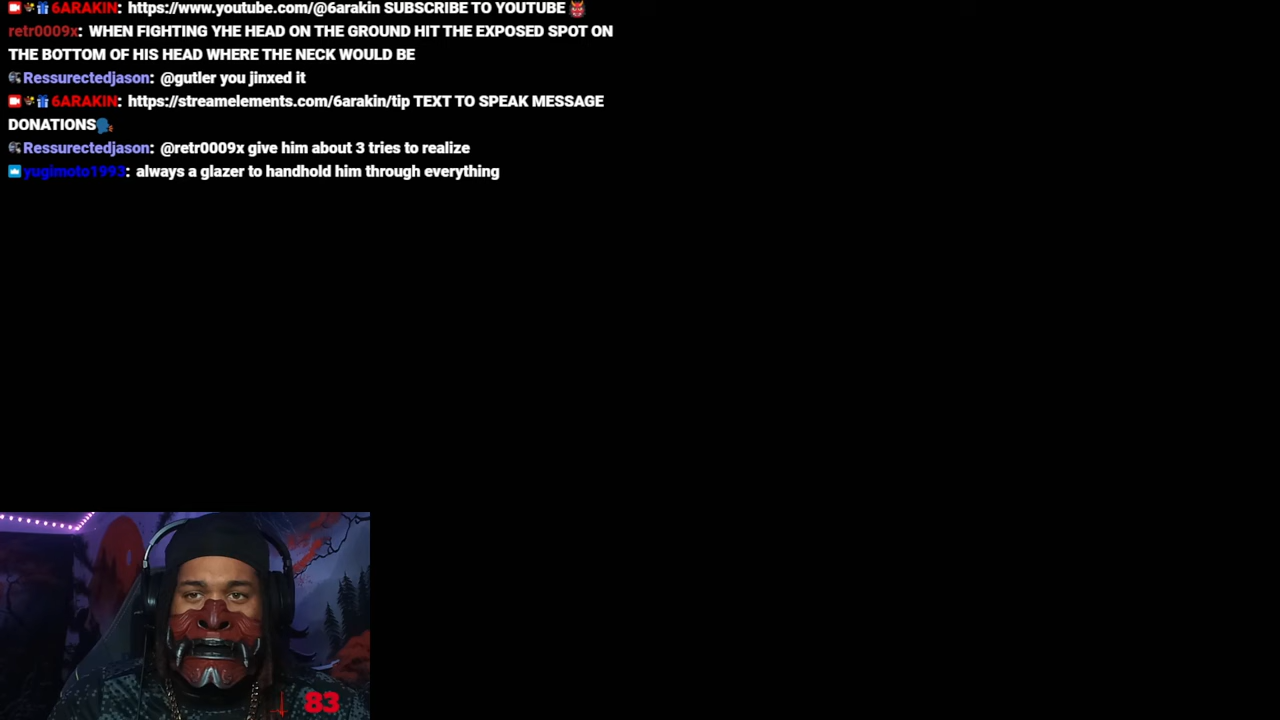 6ARAKIN: https://www.youtube.com/@6arakin SUBSCRIBE TO YOUTUBE 👹
retr0009x: WHEN FIGHTING YHE HEAD ON THE GROUND HIT THE EXPOSED SPOT ON
THE BOTTOM OF HIS HEAD WHERE THE NECK WOULD BE
Ressurectedjason: @gutler you jinxed it
6ARAKIN: https://streamelements.com/6arakin/tip TEXT TO SPEAK MESSAGE
DONATIONS🗣️
Ressurectedjason: @retr0009x give him about 3 tries to realize
yugimoto1993: always a glazer to handhold him through everything
83